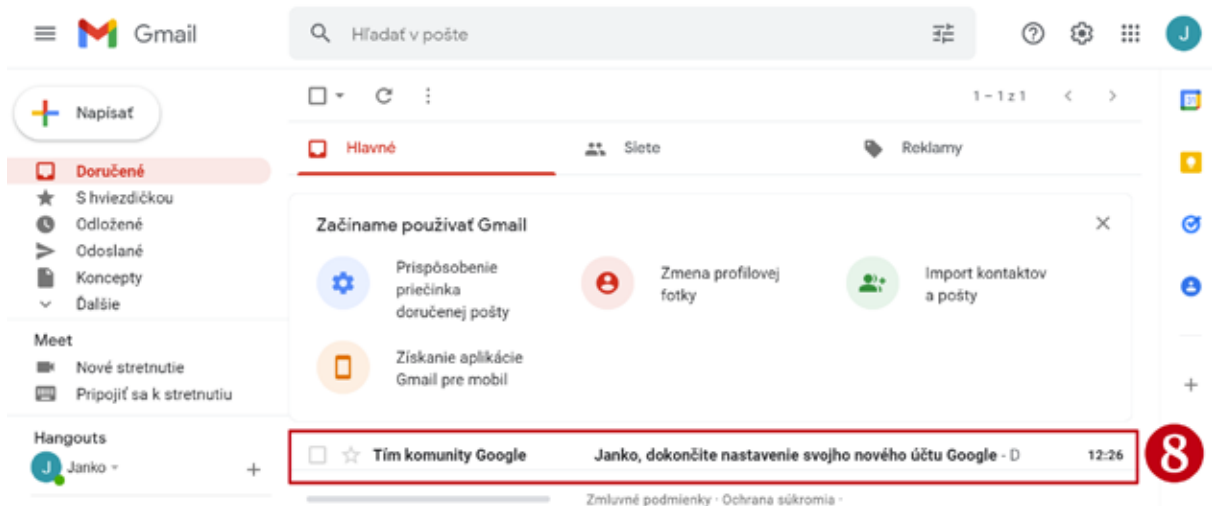 Gmail
Hľadať v pošte
J
Napísať
1 – 1 z 1
31
Hlavné
Siete
Reklamy
Doručené
S hviezdičkou
Odložené
Odoslané
Koncepty
Ďalšie
Začíname používať Gmail
Prispôsobenie
priečinka
doručenej pošty
Zmena profilovej
fotky
Import kontaktov
a pošty
Získanie aplikácie
Gmail pre mobil
Meet
Nové stretnutie
Pripojiť sa k stretnutiu
Hangouts
J Janko
Tím komunity Google Janko, dokončite nastavenie svojho nového účtu Google - D 12:26
8
Zmluvné podmienky · Ochrana súkromia ·